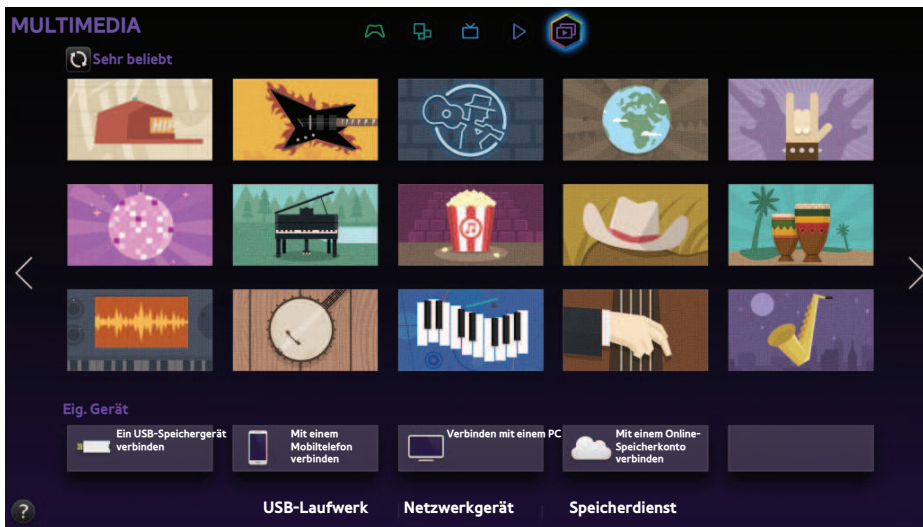 MULTIMEDIA
Sehr beliebt
HIP
Eig. Gerät
Ein USB-Speichergerät
verbinden
Mit einem
Mobiltelefon
verbinden
Verbinden mit einem PC
Mit einem Online-
Speicherkonto
verbinden
?
USB-Laufwerk
Netzwerkgerät
Speicherdienst